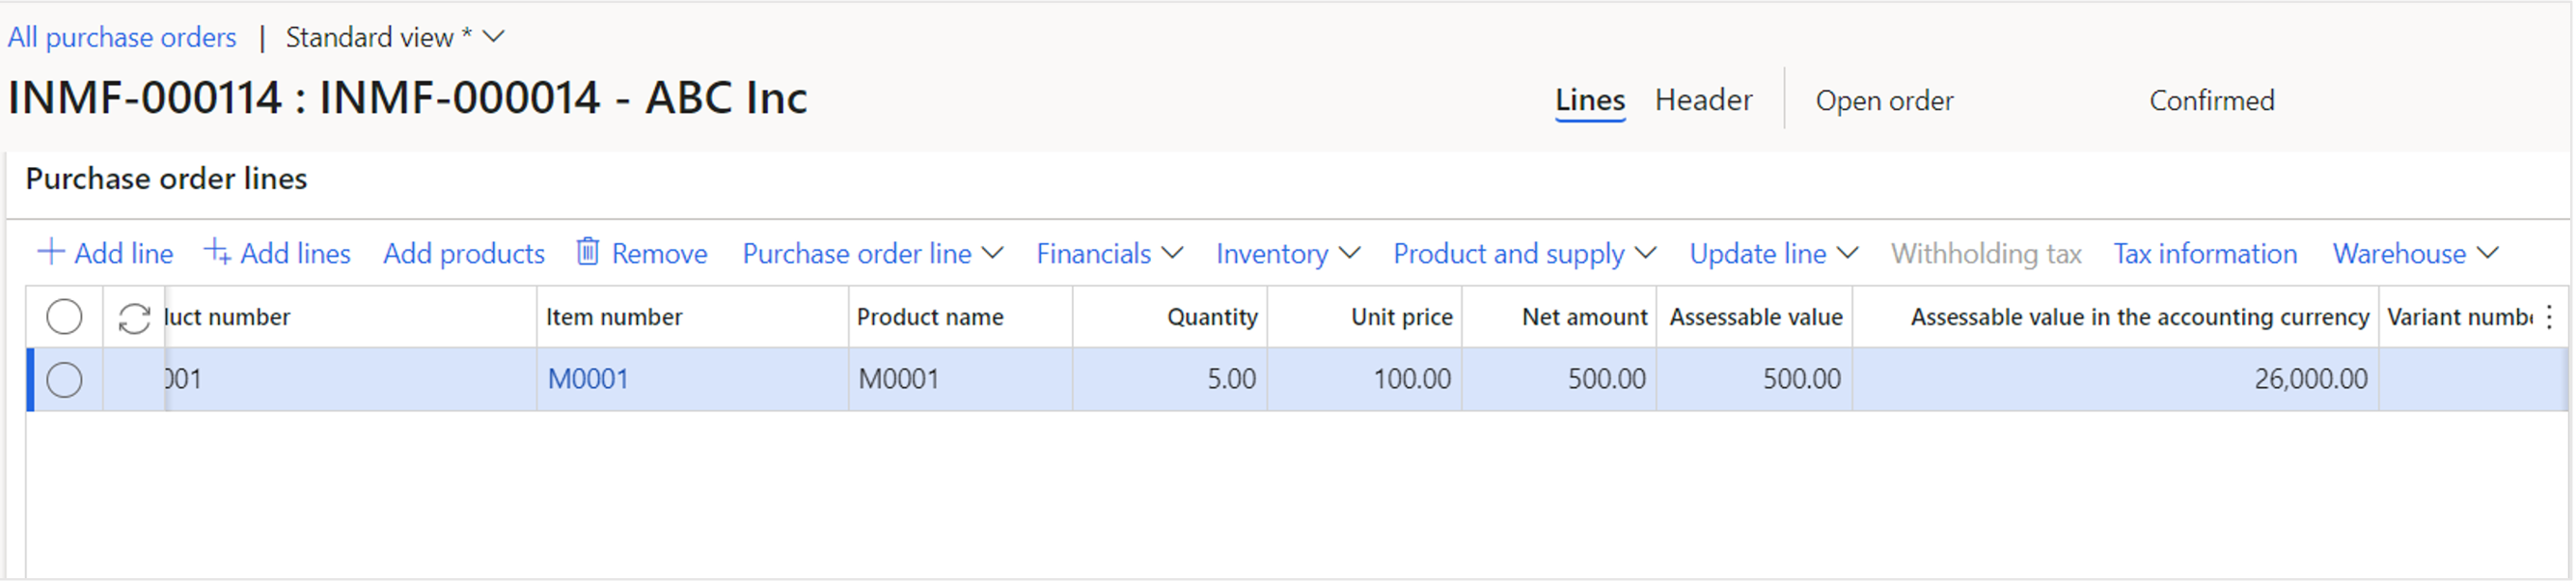 All purchase orders | Standard view *
INMF-000114 : INMF-000014 - ABC Inc
Lines Header Open order Confirmed
Purchase order lines
Add line Add lines Add products Remove Purchase order line Financials Inventory Product and supply Update line Withholding tax Tax information Warehouse
number Item number Product name Quantity Unit price Net amount Assessable value Assessable value in the accounting currency Variant
M0001 M0001 5.00 100.00 500.00 500.00 26,000.00